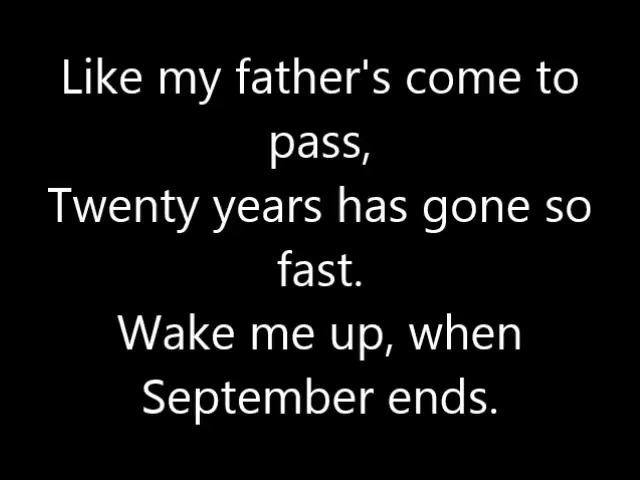 Like my father's come to
pass,
Twenty years has gone so
fast.
Wake me up, when
September ends.